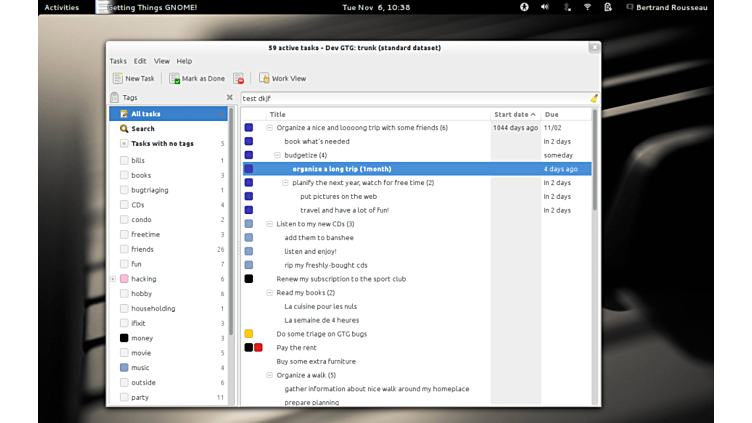 Activities Getting Things GNOME! Tue Nov 6, 10:38 Bertrand Rousseau
59 active tasks - Dev GTG: trunk (standard dataset)
Tasks Edit View Help
New Task Mark as Done Work View
Tags
All tasks
Search
Tasks with no tags 5
bills 1
books 3
bugtriaging 1
CDs 4
condo 2
freetime 3
friends 26
fun 7
hacking 6
hobby 6
householding 1
ifixit 3
money 3
movie 5
music 4
outside 6
party 11
test dkjf
Title Start date Due
Organize a nice and loooong trip with some friends (6) 1044 days ago 11/02
book what's needed in 2 days
budgetize (4) someday
organize a long trip (1month) 4 days ago
planify the next year, watch for free time (2) in 2 days
put pictures on the web in 2 days
travel and have a lot of fun! in 2 days
Listen to my new CDs (3)
add them to banshee
listen and enjoy!
rip my freshly-bought cds
Renew my subscription to the sport club
Read my books (2)
La cuisine pour les nuls
La semaine de 4 heures
Do some triage on GTG bugs
Pay the rent
Buy some extra furniture
Organize a walk (5)
gather information about nice walk around my homeplace
prepare planning